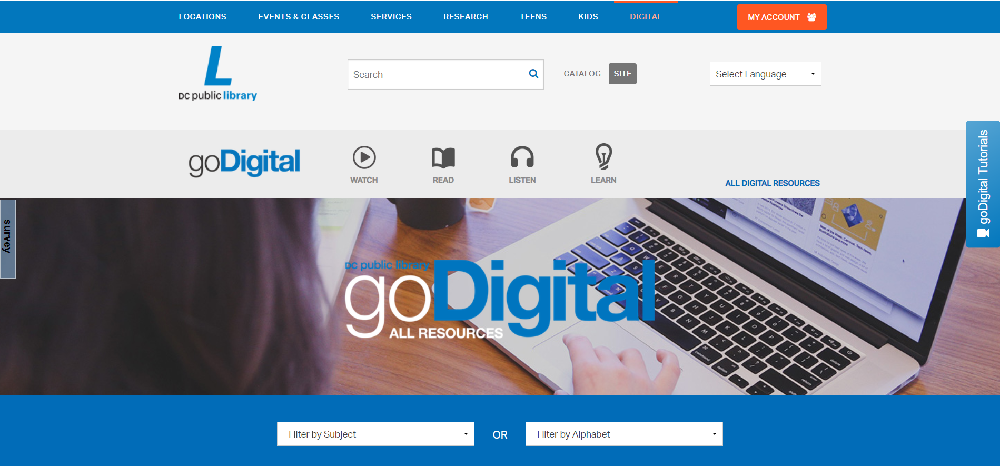 LOCATIONS
EVENTS & CLASSES
SERVICES
RESEARCH
TEENS
KIDS
DIGITAL
MY ACCOUNT
L
DC public library
Search
CATALOG
SITE
Select Language
goDigital
WATCH
READ
LISTEN
LEARN
ALL DIGITAL RESOURCES
goDigital Tutorials
survey
DC public library
goDigital
ALL RESOURCES
- Filter by Subject -
OR
- Filter by Alphabet -